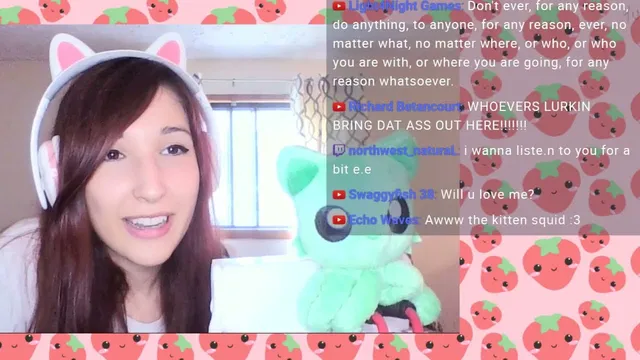 Light4Night Games: Don't ever, for any reason,
do anything, to anyone, for any reason, ever, no
matter what, no matter where, or who, or who
you are with, or where you are going, for any
reason whatsoever.
Richard Betancourt: WHOEVERS LURKIN
BRING DAT ASS OUT HERE!!!!!!!
northwest_natural.: i wanna liste.n to you for a
bit e.e
Swaggyfish 38: Will u love me?
Echo Waves: Awww the kitten squid :3